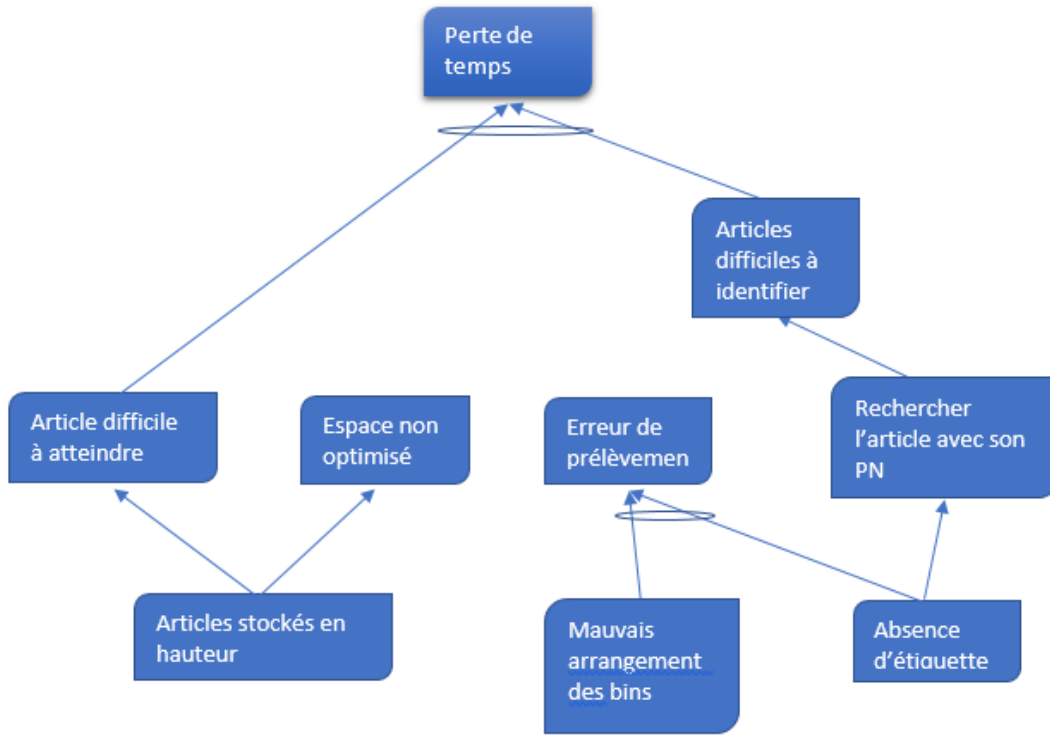 Perte de
temps
Articles
difficiles à
identifier
Article difficile
à atteindre
Espace non
optimisé
Erreur de
prélèvemen
Rechercher
l'article avec son
PN
Articles stockés en
hauteur
Mauvais
arrangement
des bins
Absence
d'étiquette